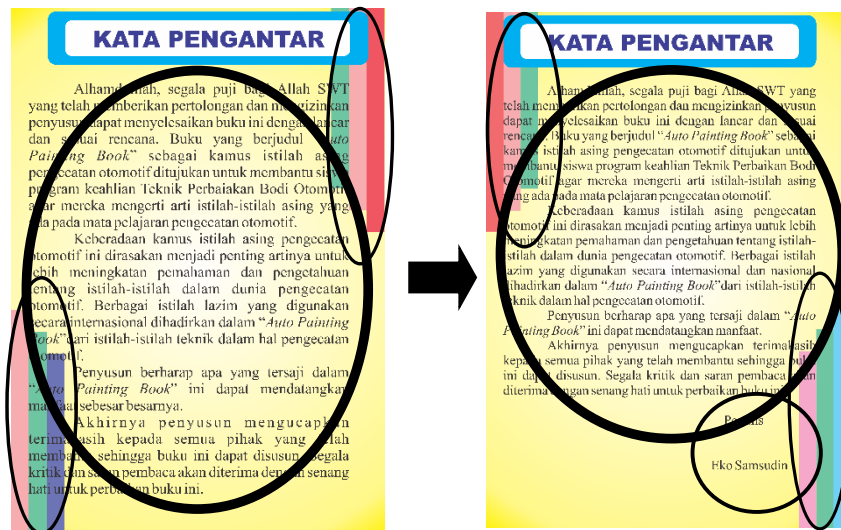 KATA PENGANTAR
Alhamdulillah, segala puji bagi Allah SWT
yang telah memberikan pertolongan dan mengizinkan
penyusun dapat menyelesaikan buku ini dengan lancar
dan sesuai rencana. Buku yang berjudul “Auto
Painting Book” sebagai kamus istilah asing
pengecatan otomotif ditujukan untuk membantu siswa
program keahlian Teknik Perbaiakan Bodi Otomotif
agar mereka mengerti arti istilah-istilah asing yang
ada pada mata pelajaran pengecatan otomotif.
Keberadaan kamus istilah asing pengecatan
otomotif ini dirasakan menjadi penting artinya untuk
lebih meningkatan pemahaman dan pengetahuan
tentang istilah-istilah dalam dunia pengecatan
otomotif. Berbagai istilah lazim yang digunakan
secara internasional dihadirkan dalam “Auto Painting
Book”dari istilah-istilah teknik dalam hal pengecatan
otomotif.
Penyusun berharap apa yang tersaji dalam
“Auto Painting Book” ini dapat mendatangkan
manfaat sebesar besarnya.
Akhirnya penyusun mengucapkan
terimakasih kepada semua pihak yang telah
membantu sehingga buku ini dapat disusun. Segala
kritik dan saran pembaca akan diterima dengan senang
hati untuk perbaikan buku ini.
KATA PENGANTAR
Alhamdulillah, segala puji bagi Allah SWT yang
telah memberikan pertolongan dan mengizinkan penyusun
dapat menyelesaikan buku ini dengan lancar dan sesuai
rencana. Buku yang berjudul “Auto Painting Book” sebagai
kamus istilah asing pengecatan otomotif ditujukan untuk
membantu siswa program keahlian Teknik Perbaikan Bodi
Otomotif agar mereka mengerti arti istilah-istilah asing
yang ada pada mata pelajaran pengecatan otomotif.
Keberadaan kamus istilah asing pengecatan
otomotif ini dirasakan menjadi penting artinya untuk lebih
meningkatan pemahaman dan pengetahuan tentang istilah-
istilah dalam dunia pengecatan otomotif. Berbagai istilah
lazim yang digunakan secara internasional dan nasional
dihadirkan dalam “Auto Painting Book”dari istilah-istilah
teknik dalam hal pengecatan otomotif.
Penyusun berharap apa yang tersaji dalam “Auto
Painting Book” ini dapat mendatangkan manfaat.
Akhirnya penyusun mengucapkan terimakasih
kepada semua pihak yang telah membantu sehingga buku
ini dapat disusun. Segala kritik dan saran pembaca akan
diterima dengan senang hati untuk perbaikan buku ini.
Penulis
Eko Samsudin